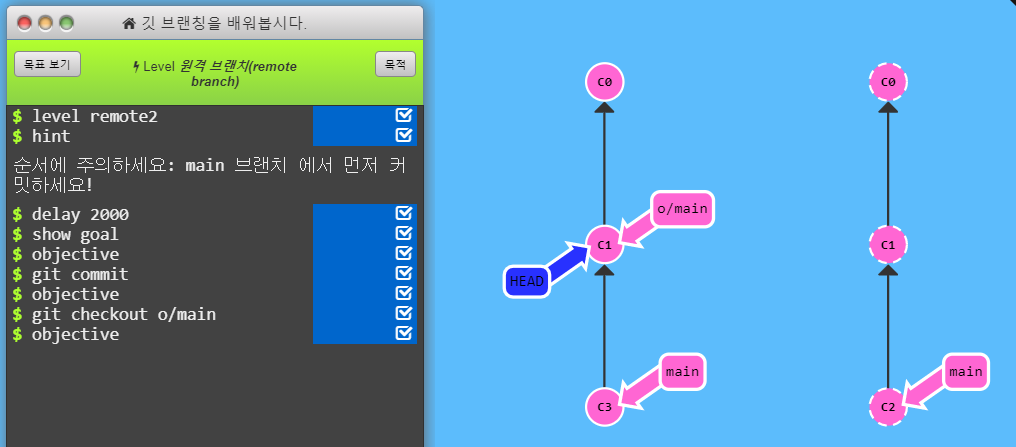 깃 브랜칭을 배워봅시다.
목표 보기
Level 원격 브랜치(remote
branch)
목적
$ level remote2
$ hint
순서에 주의하세요: main 브랜치 에서 먼저 커
밋하세요!
$ delay 2000
$ show goal
$ objective
$ git commit
$ objective
$ git checkout o/main
$ objective
C0
o/main
C1
HEAD
main
C3
C0
C1
main
C2